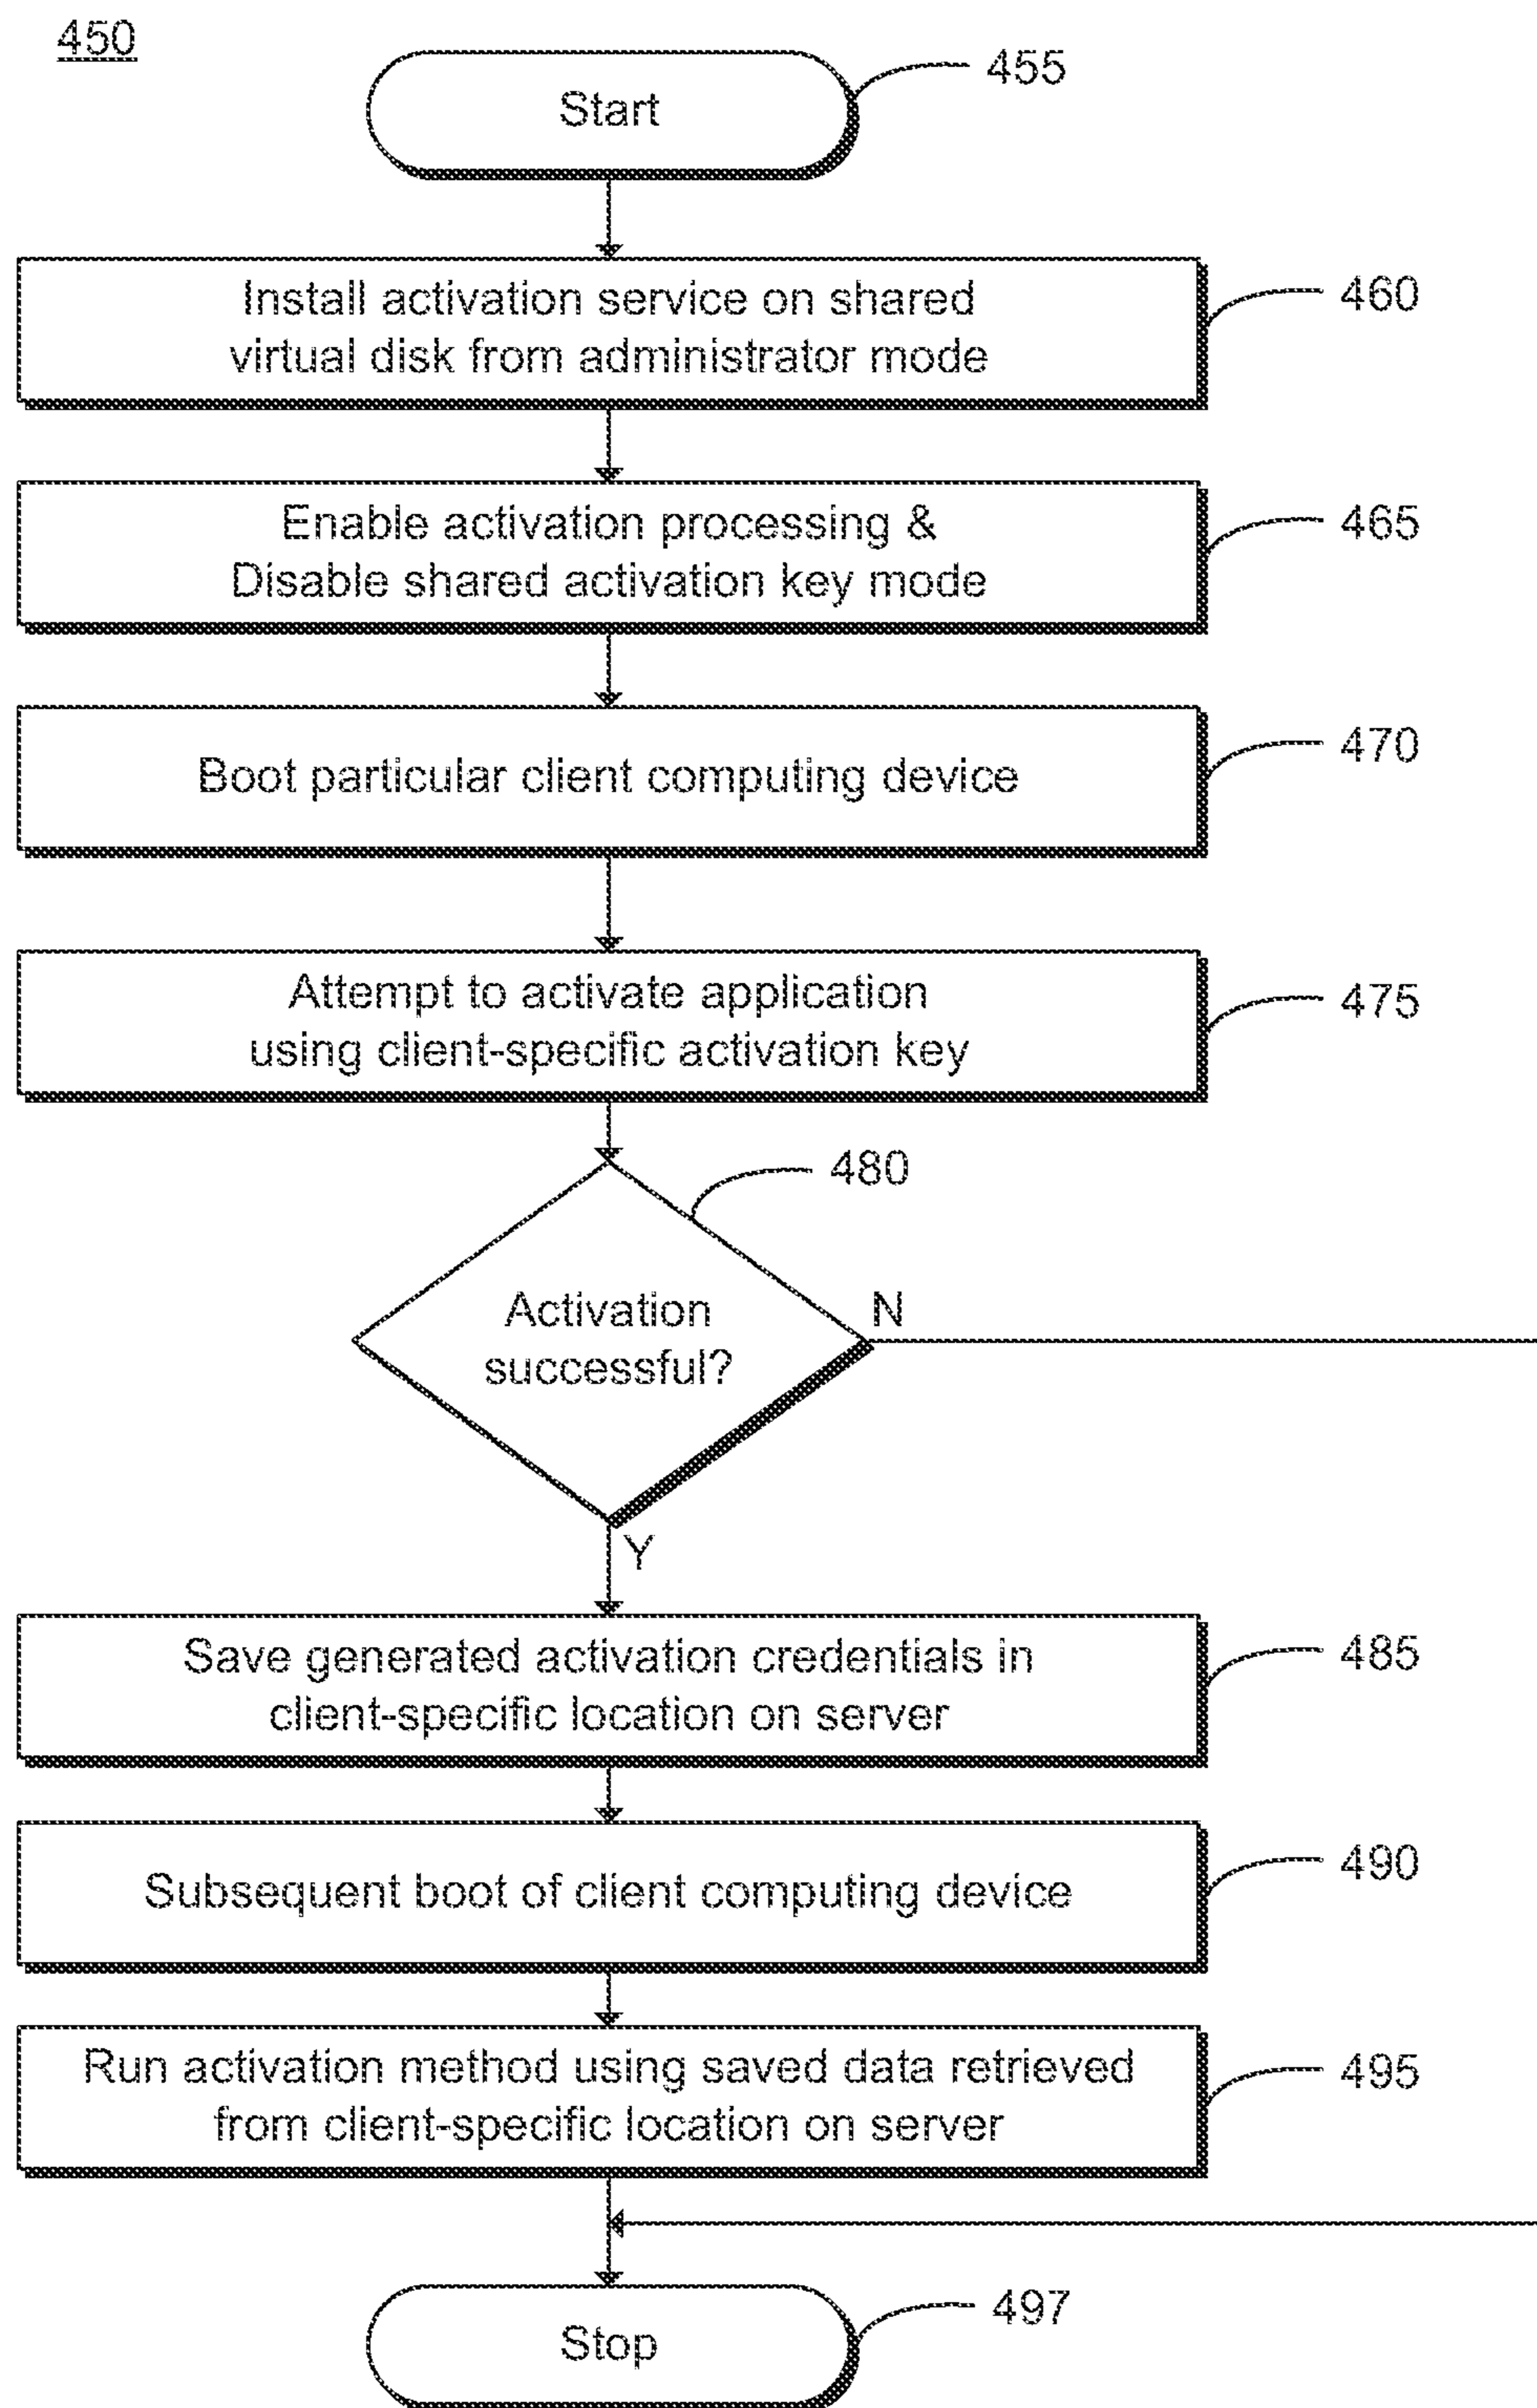 450
Start
455
Install activation service on shared
virtual disk from administrator mode
460
Enable activation processing &
Disable shared activation key mode
465
Boot particular client computing device
470
Attempt to activate application
using client-specific activation key
475
480
Activation
successful?
N
Y
Save generated activation credentials in
client-specific location on server
485
Subsequent boot of client computing device
490
Run activation method using saved data retrieved
from client-specific location on server
495
Stop
497